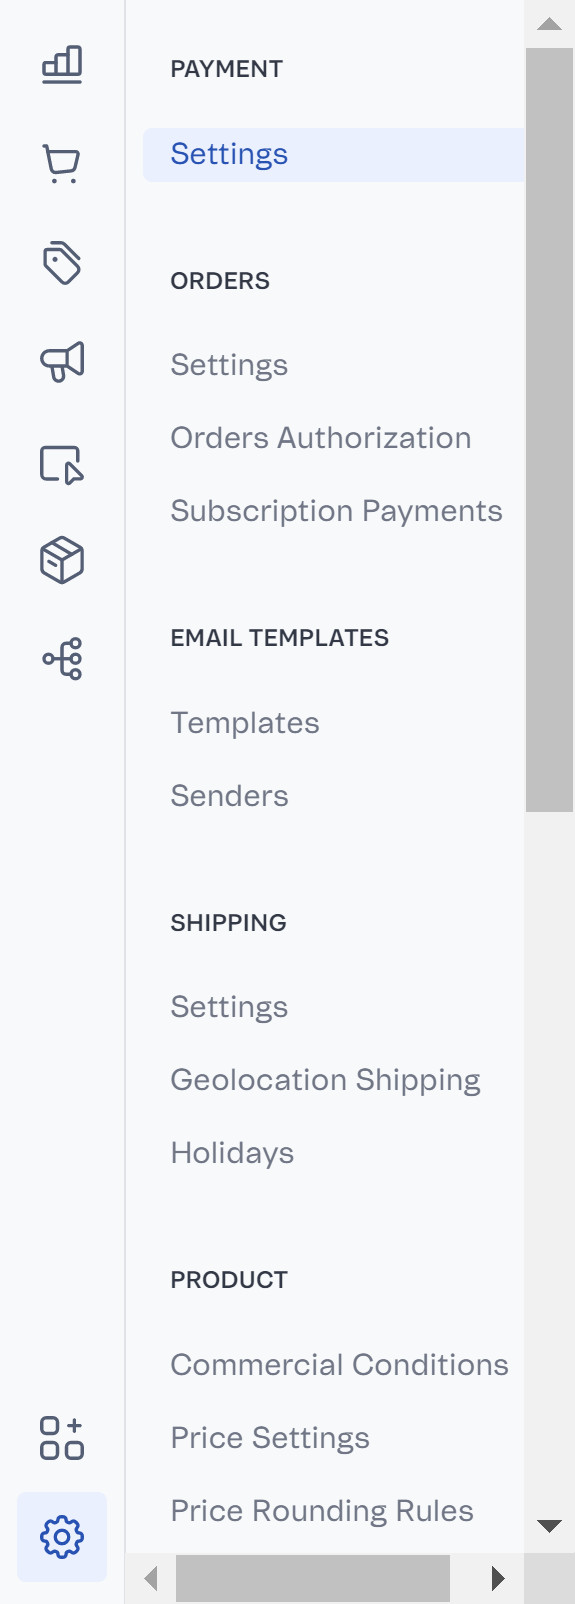 PAYMENT
Settings
ORDERS
Settings
Orders Authorization
Subscription Payments
EMAIL TEMPLATES
Templates
Senders
SHIPPING
Settings
Geolocation Shipping
Holidays
PRODUCT
Commercial Conditions
Price Settings
Price Rounding Rules